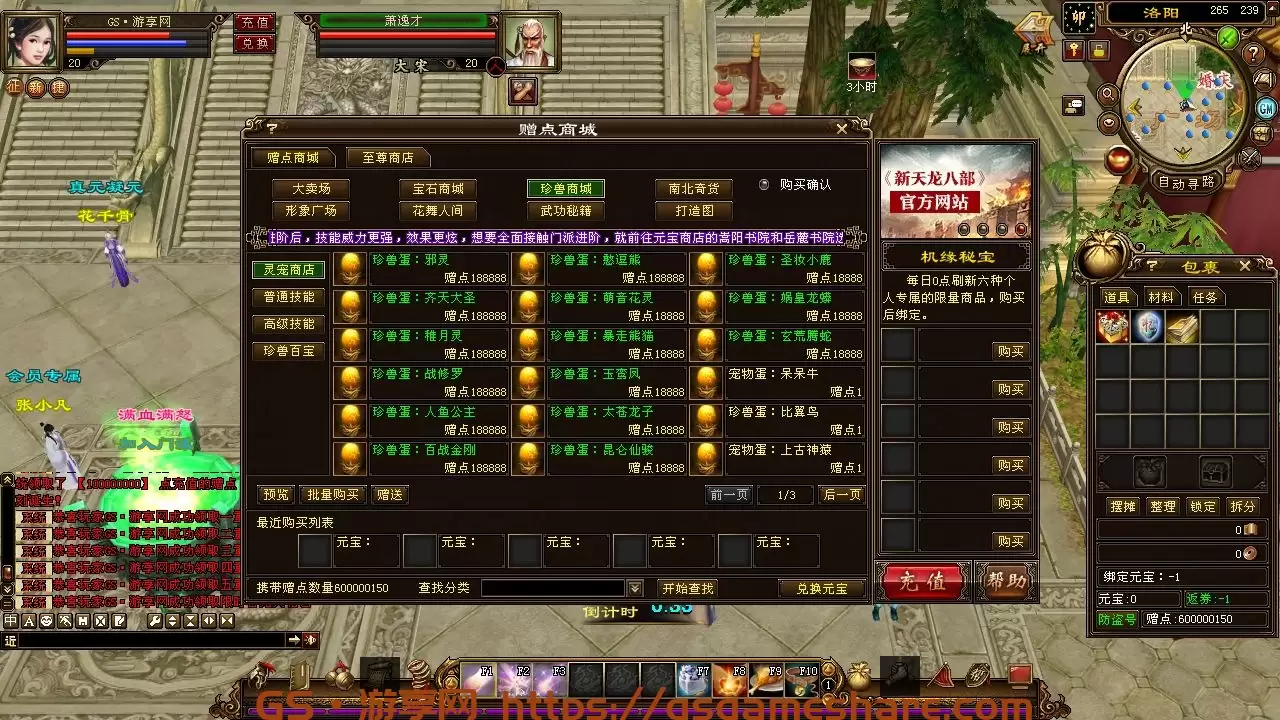 GS·游享网
20
充值
兑换
萧逸才
大宋
20
征 新 建
3小时
展开
卯
洛阳
265 239
北
婚庆
GM
自动寻路
真元凝元
花千骨
会员专属
张小凡
满血满怒
赠点商城
赠点商城
至尊商店
大卖场
宝石商城
珍兽商城
南北奇货
购买确认
形象广场
花舞人间
武功秘籍
打造图
进阶后，技能威力更强，效果更炫，想要全面接触门派进阶，就前往元宝商店的嵩阳书院和岳麓书院
灵宠商店
普通技能
高级技能
珍兽百宝
珍兽蛋：邪灵
赠点188888
珍兽蛋：憨逗熊
赠点188888
珍兽蛋：圣妆小鹿
赠点18888
珍兽蛋：齐天大圣
赠点188888
珍兽蛋：萌音花灵
赠点18888
珍兽蛋：娲皇龙蟒
赠点18888
珍兽蛋：稚月灵
赠点18888
珍兽蛋：暴走熊猫
赠点18888
珍兽蛋：玄荒腾蛇
赠点18888
珍兽蛋：战修罗
赠点18888
珍兽蛋：玉鸾凤
赠点18888
宠物蛋：呆呆牛
赠点1
珍兽蛋：人鱼公主
赠点18888
珍兽蛋：太苍龙子
赠点18888
珍兽蛋：比翼鸟
赠点1
珍兽蛋：百战金刚
赠点18888
珍兽蛋：昆仑仙骏
赠点18888
宠物蛋：上古神猿
赠点1
预览
批量购买
赠送
前一页
1/3
后一页
最近购买列表
元宝：
元宝：
元宝：
元宝：
元宝：
携带赠点数量600000150
查找分类
开始查找
兑换元宝
《新天龙八部》
官方网站
机缘秘宝
每日0点刷新六种个
人专属的限量商品，购买
后绑定。
购买
购买
购买
购买
购买
购买
充值
帮助
包裹
道具
材料
任务
摆摊
整理
锁定
拆分
0
0
绑定元宝：-1
元宝：0
返券：-1
防盗号
赠点：600000150
近
倒计时
F1
F2
F3
F7
F8
F9
F10
GS·游享网 https://gsgameshare.com